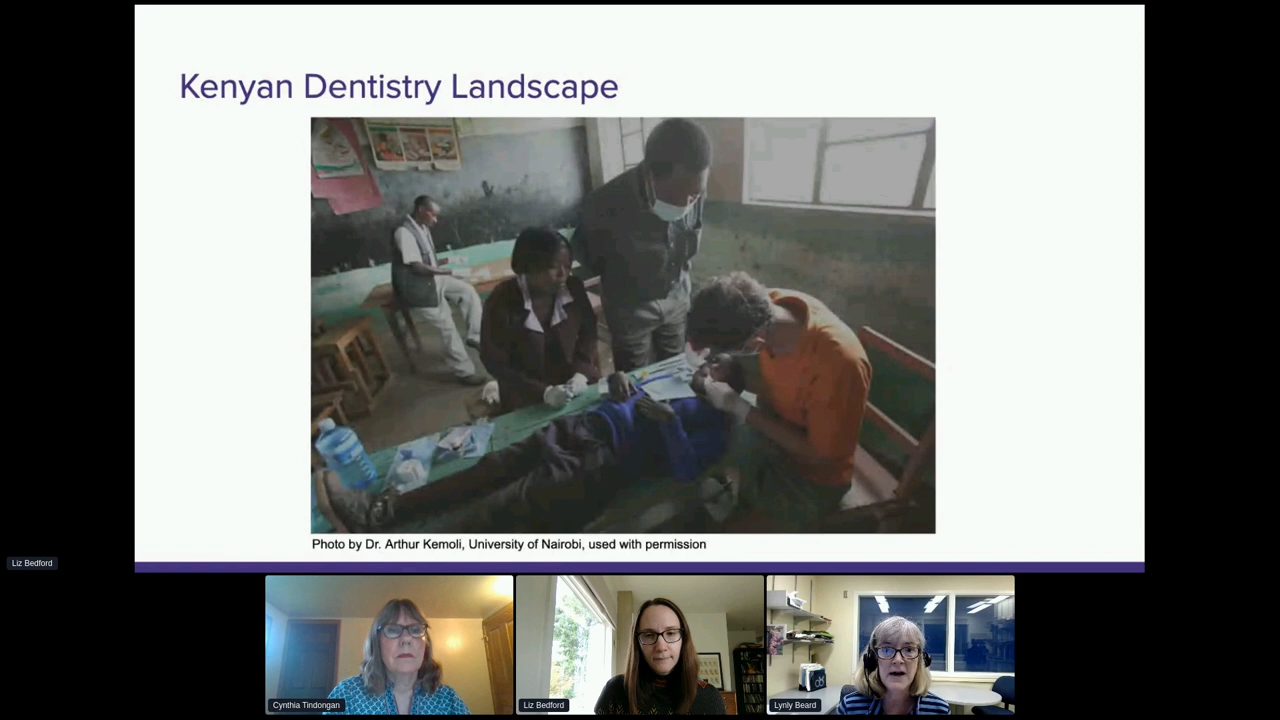 Kenyan Dentistry Landscape
Photo by Dr. Arthur Kemoli, University of Nairobi, used with permission
Liz Bedford
Cynthia Tindongan
Liz Bedford
Lynly Beard